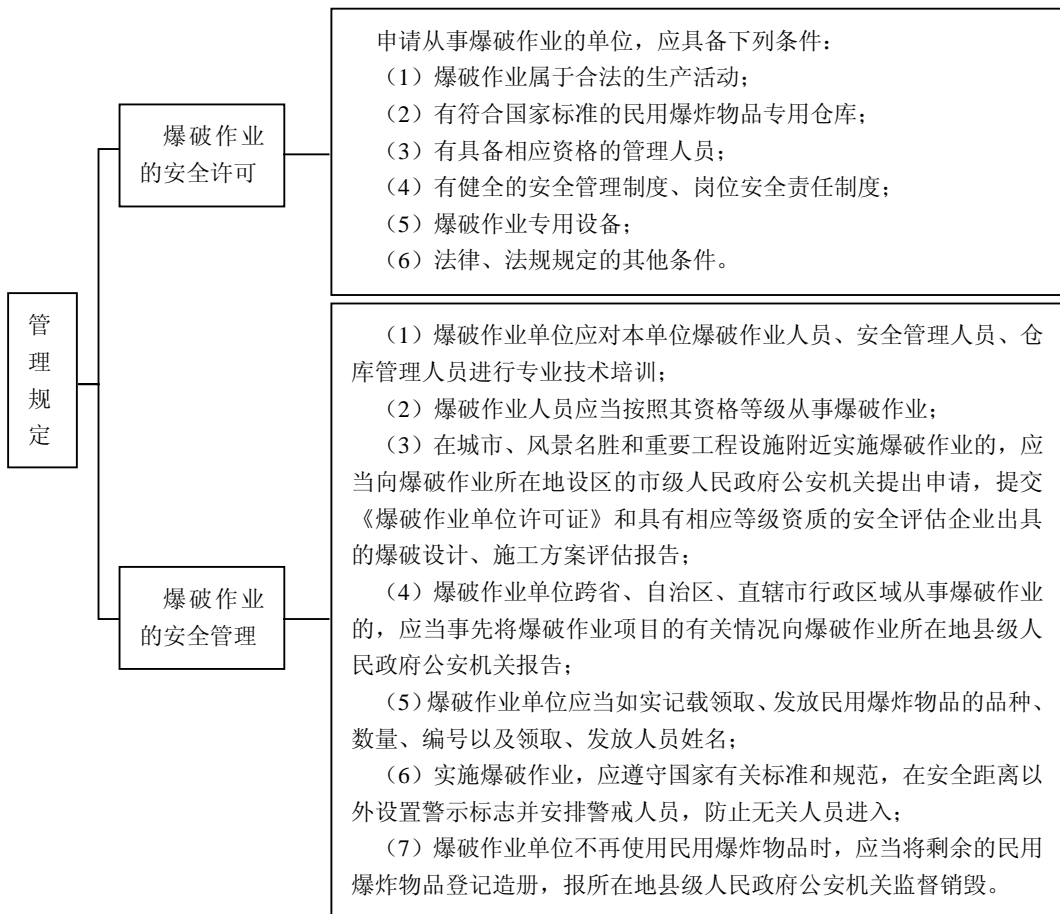 管
理
规
定
爆破作业
的安全许可
申请从事爆破作业的单位，应具备下列条件：
（1）爆破作业属于合法的生产活动；
（2）有符合国家标准的民用爆炸物品专用仓库；
（3）有具备相应资格的管理人员；
（4）有健全的安全管理制度、岗位安全责任制度；
（5）爆破作业专用设备；
（6）法律、法规规定的其他条件。
爆破作业
的安全管理
（1）爆破作业单位应对本单位爆破作业人员、安全管理人员、仓
库管理人员进行专业技术培训；
（2）爆破作业人员应当按照其资格等级从事爆破作业；
（3）在城市、风景名胜和重要工程设施附近实施爆破作业的，应
当向爆破作业所在地设区的市级人民政府公安机关提出申请，提交
《爆破作业单位许可证》和具有相应等级资质的安全评估企业出具
的爆破设计、施工方案评估报告；
（4）爆破作业单位跨省、自治区、直辖市行政区域从事爆破作业
的，应当事先将爆破作业项目的有关情况向爆破作业所在地县级人
民政府公安机关报告；
（5）爆破作业单位应当如实记载领取、发放民用爆炸物品的品种、
数量、编号以及领取、发放人员姓名；
（6）实施爆破作业，应遵守国家有关标准和规范，在安全距离以
外设置警示标志并安排警戒人员，防止无关人员进入；
（7）爆破作业单位不再使用民用爆炸物品时，应当将剩余的民用
爆炸物品登记造册，报所在地县级人民政府公安机关监督销毁。